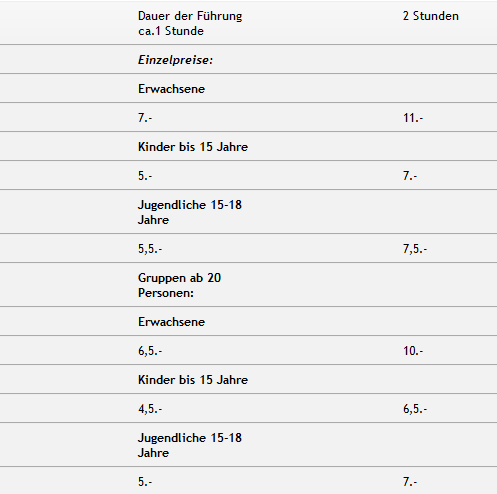 Dauer der Führung 2 Stunden
ca.1 Stunde
Einzelpreise:
Erwachsene
7.- 11.-
Kinder bis 15 Jahre
5.- 7.-
Jugendliche 15-18
Jahre
5,5.- 7,5.-
Gruppen ab 20
Personen:
Erwachsene
6,5.- 10.-
Kinder bis 15 Jahre
4,5.- 6,5.-
Jugendliche 15-18
Jahre
5.- 7.-